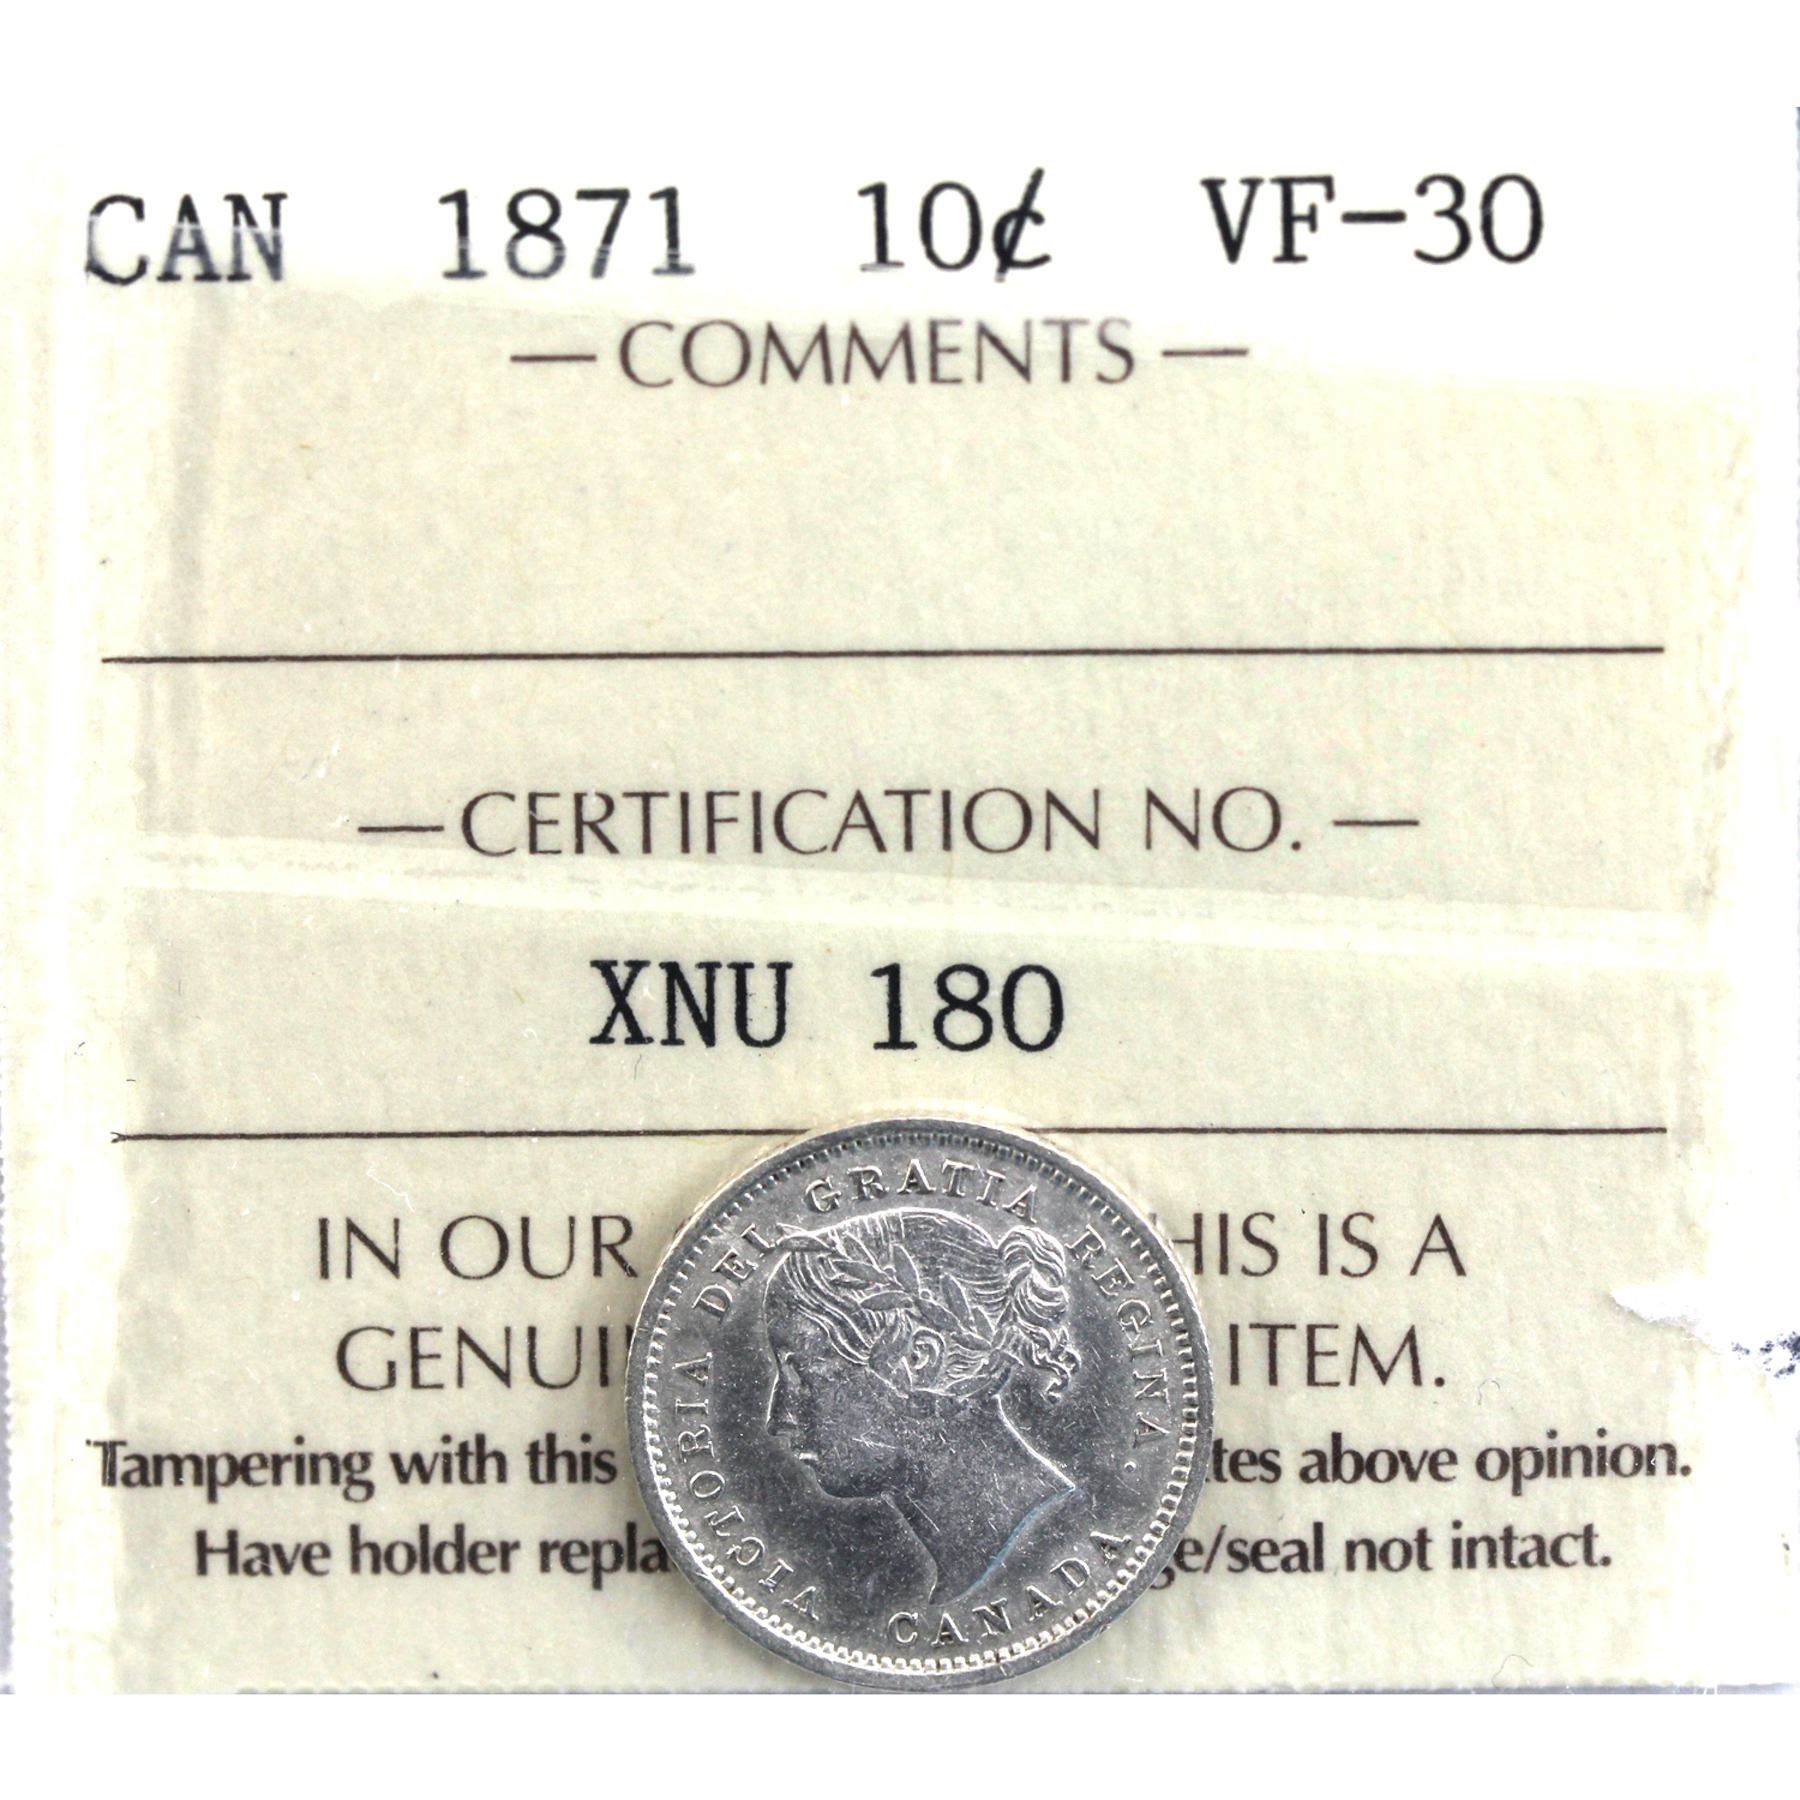 CAN 1871 10¢ VF-30
— COMMENTS —
— CERTIFICATION NO. —
XNU 180
IN OUR HIS IS A
GENUI ITEM.
Tampering with this tes above opinion.
Have holder repla e/seal not intact.
VICTORIA DEI GRATIA REGINA.
CANADA